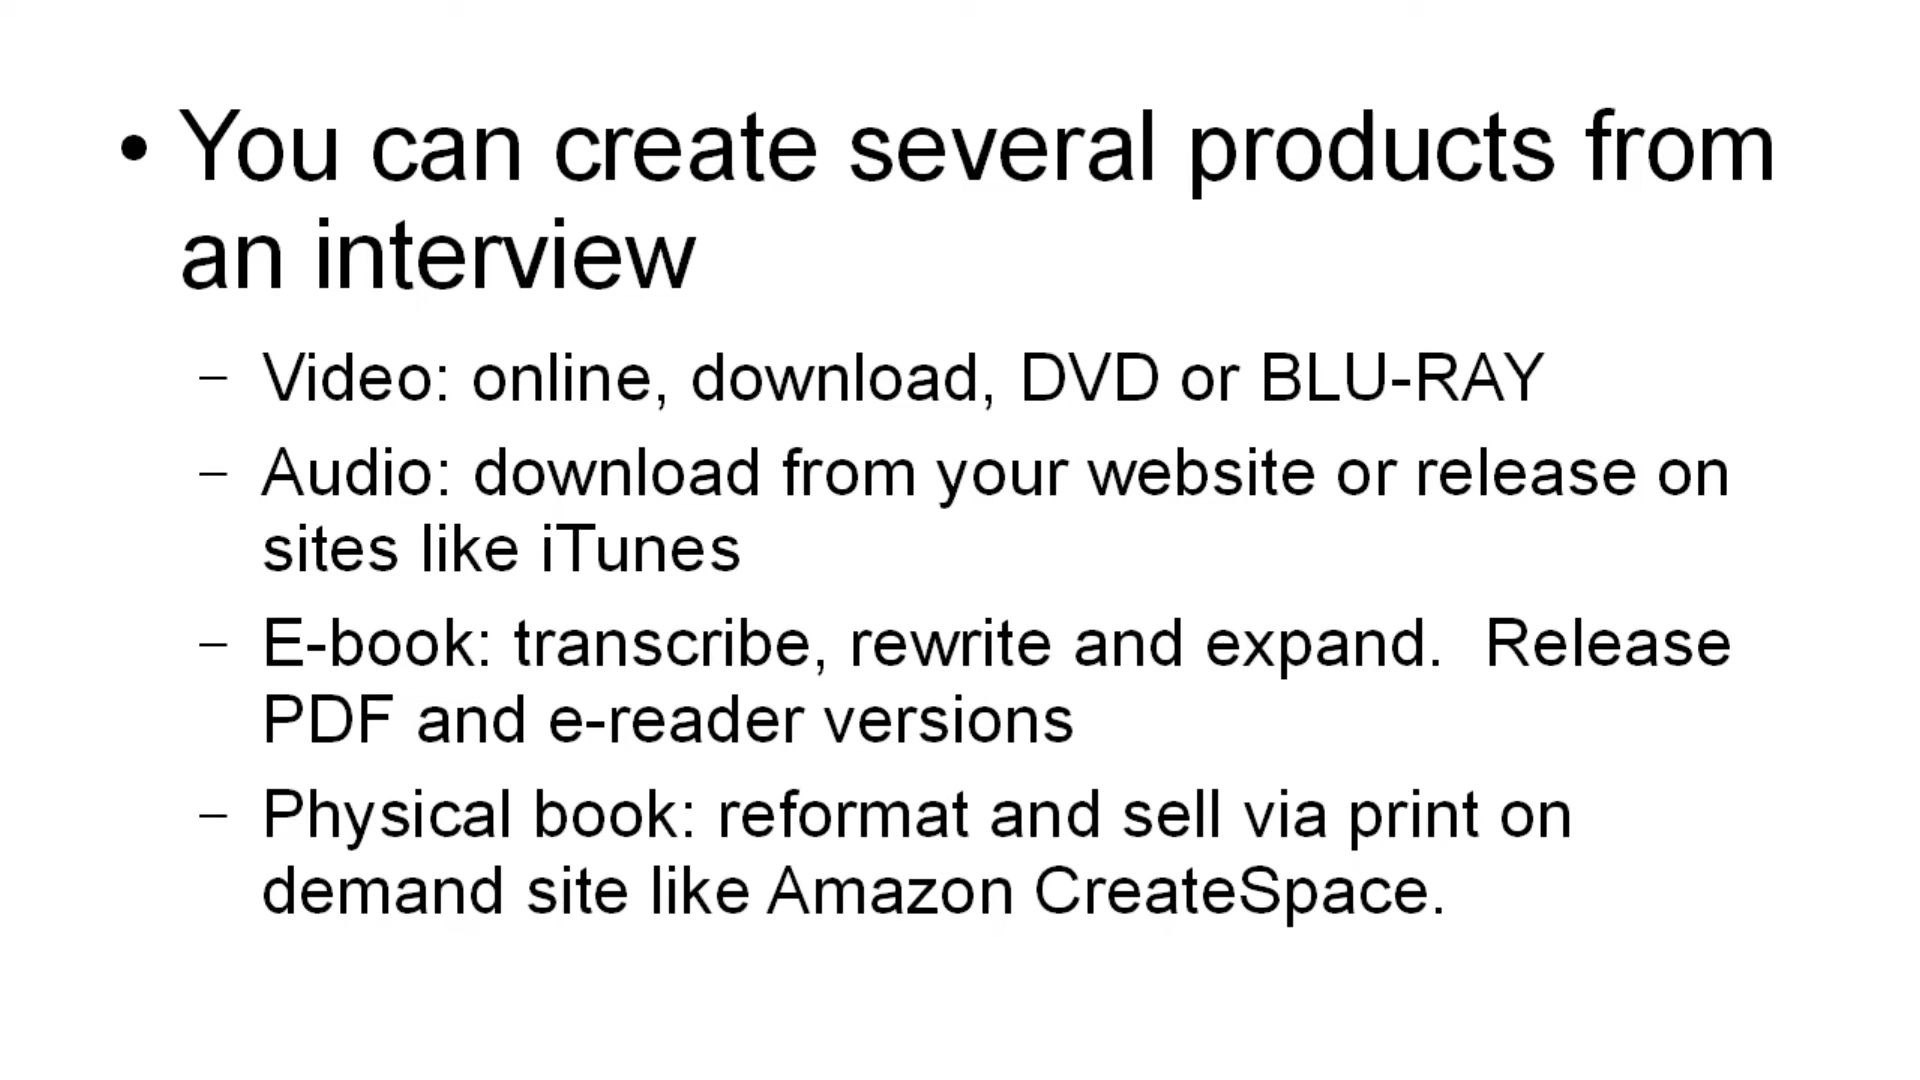 • You can create several products from
an interview
– Video: online, download, DVD or BLU-RAY
– Audio: download from your website or release on
sites like iTunes
– E-book: transcribe, rewrite and expand.  Release
PDF and e-reader versions
– Physical book: reformat and sell via print on
demand site like Amazon CreateSpace.